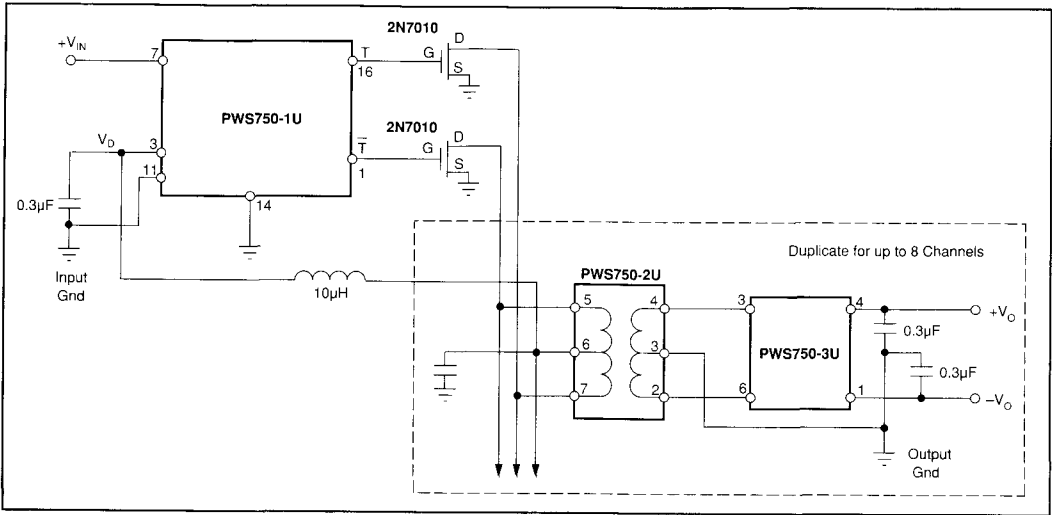 2N7010
+V_IN
7
T
16
G
D
S
PWS750-1U
2N7010
V_D
3
11
T̅
1
G
D
S
0.3µF
14
Input
Gnd
10µH
Duplicate for up to 8 Channels
PWS750-2U
5
4
3
4
+V_O
0.3µF
6
3
PWS750-3U
0.3µF
7
2
6
1
–V_O
Output
Gnd